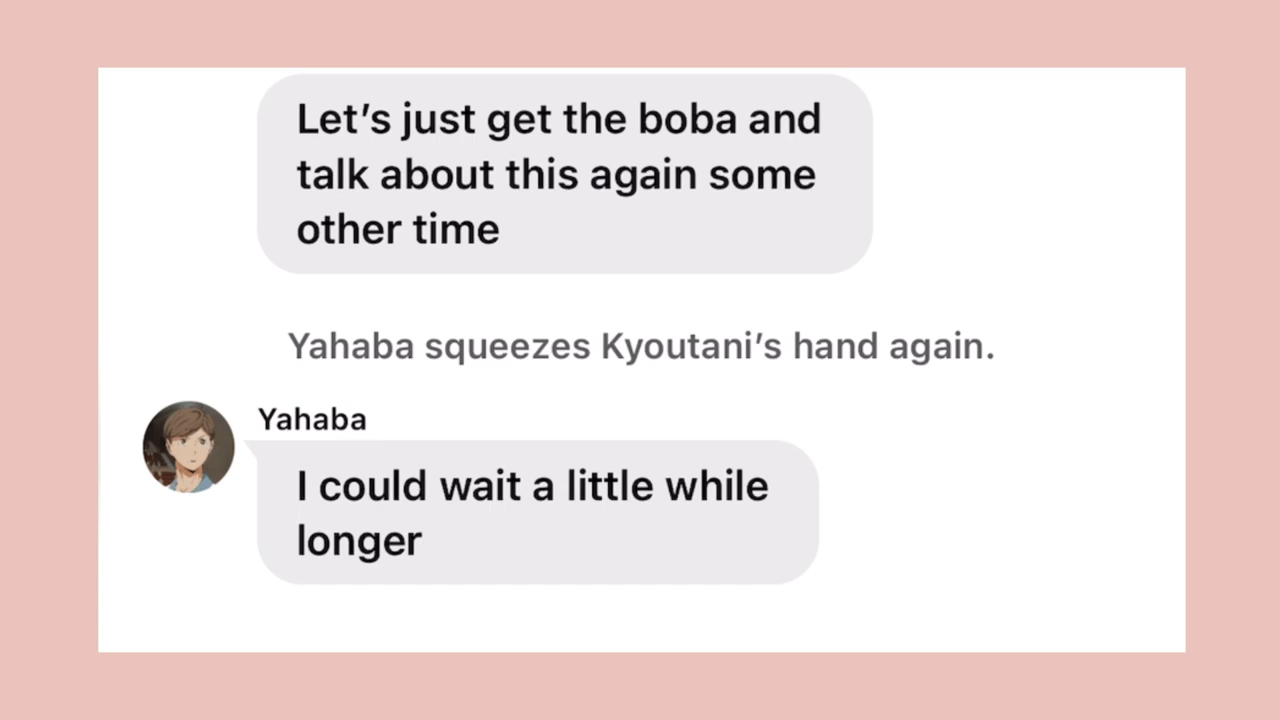 Let’s just get the boba and
talk about this again some
other time
Yahaba squeezes Kyoutani’s hand again.
Yahaba
I could wait a little while
longer